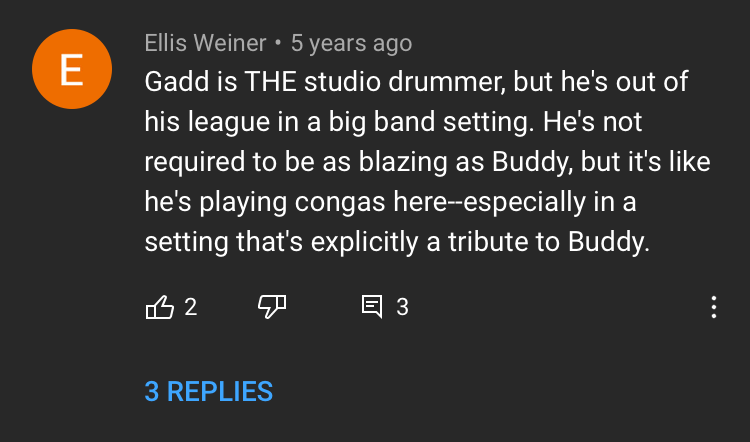 E
Ellis Weiner • 5 years ago
Gadd is THE studio drummer, but he's out of
his league in a big band setting. He's not
required to be as blazing as Buddy, but it's like
he's playing congas here--especially in a
setting that's explicitly a tribute to Buddy.
2
3
3 REPLIES